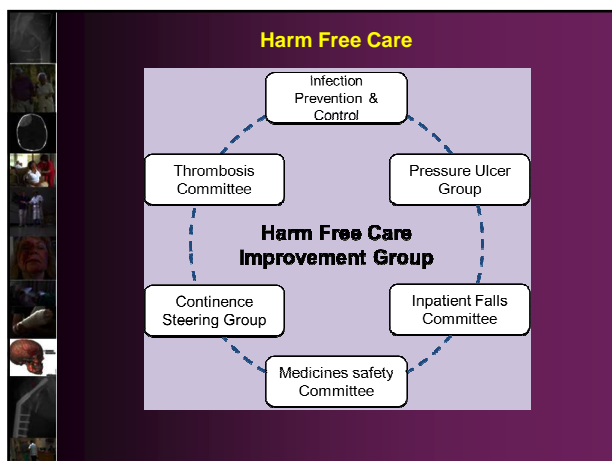 Harm Free Care
Infection
Prevention &
Control
Thrombosis
Committee
Pressure Ulcer
Group
Harm Free Care
Improvement Group
Continence
Steering Group
Inpatient Falls
Committee
Medicines safety
Committee